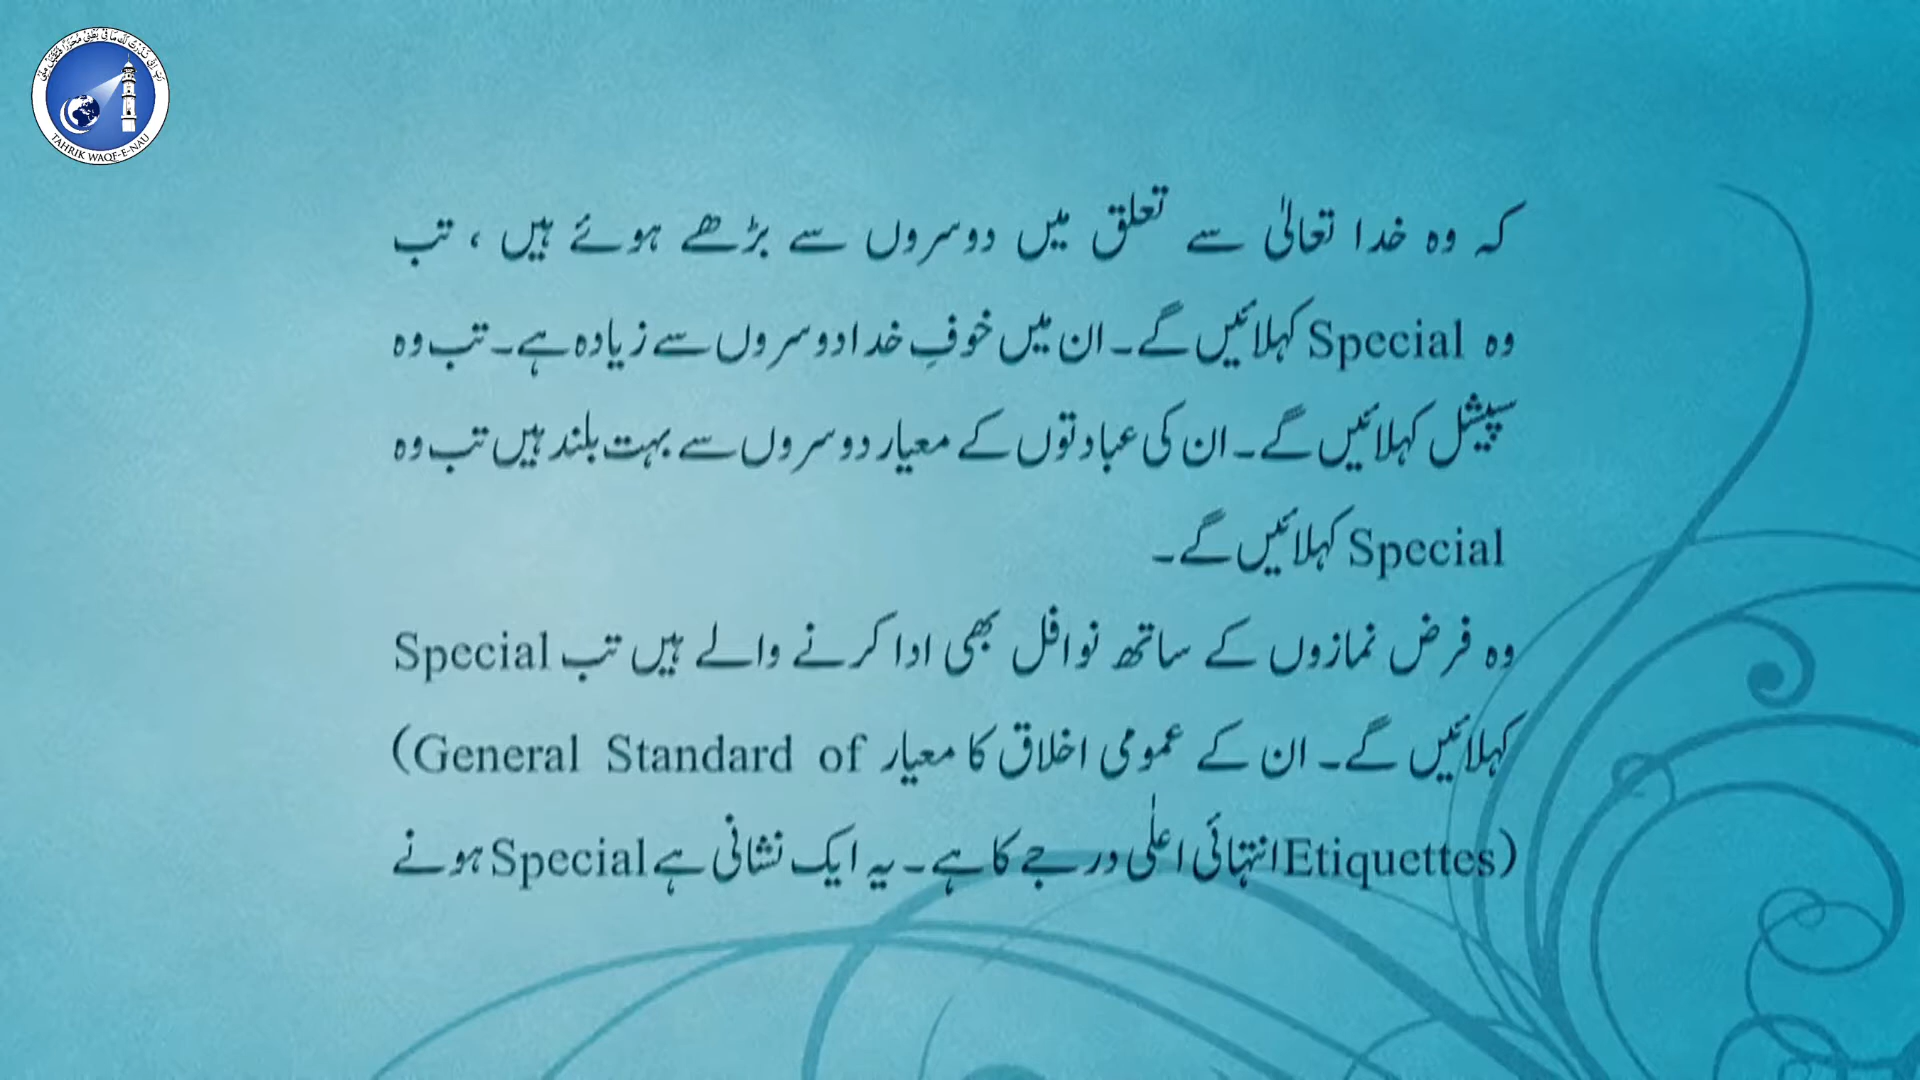 رَبِّ اِنِّیْ نَذَرْتُ لَكَ مَا فِیْ بَطْنِیْ مُحَرَّرًا فَتَقَبَّلْ مِنِّیْ
TAHRIK WAQF-E-NAU
کہ وہ خدا تعالیٰ سے تعلق میں دوسروں سے بڑھے ہوئے ہیں ، تب
وہ Special کہلائیں گے۔ ان میں خوفِ خدا دوسروں سے زیادہ ہے۔ تب وہ
سپیشل کہلائیں گے۔ ان کی عبادتوں کے معیار دوسروں سے بہت بلند ہیں تب وہ
Special کہلائیں گے۔
وہ فرض نمازوں کے ساتھ نوافل بھی ادا کرنے والے ہیں تب Special
کہلائیں گے۔ ان کے عمومی اخلاق کا معیار (General Standard of
Etiquettes) انتہائی اعلٰی درجے کا ہے۔ یہ ایک نشانی ہے Special ہونے